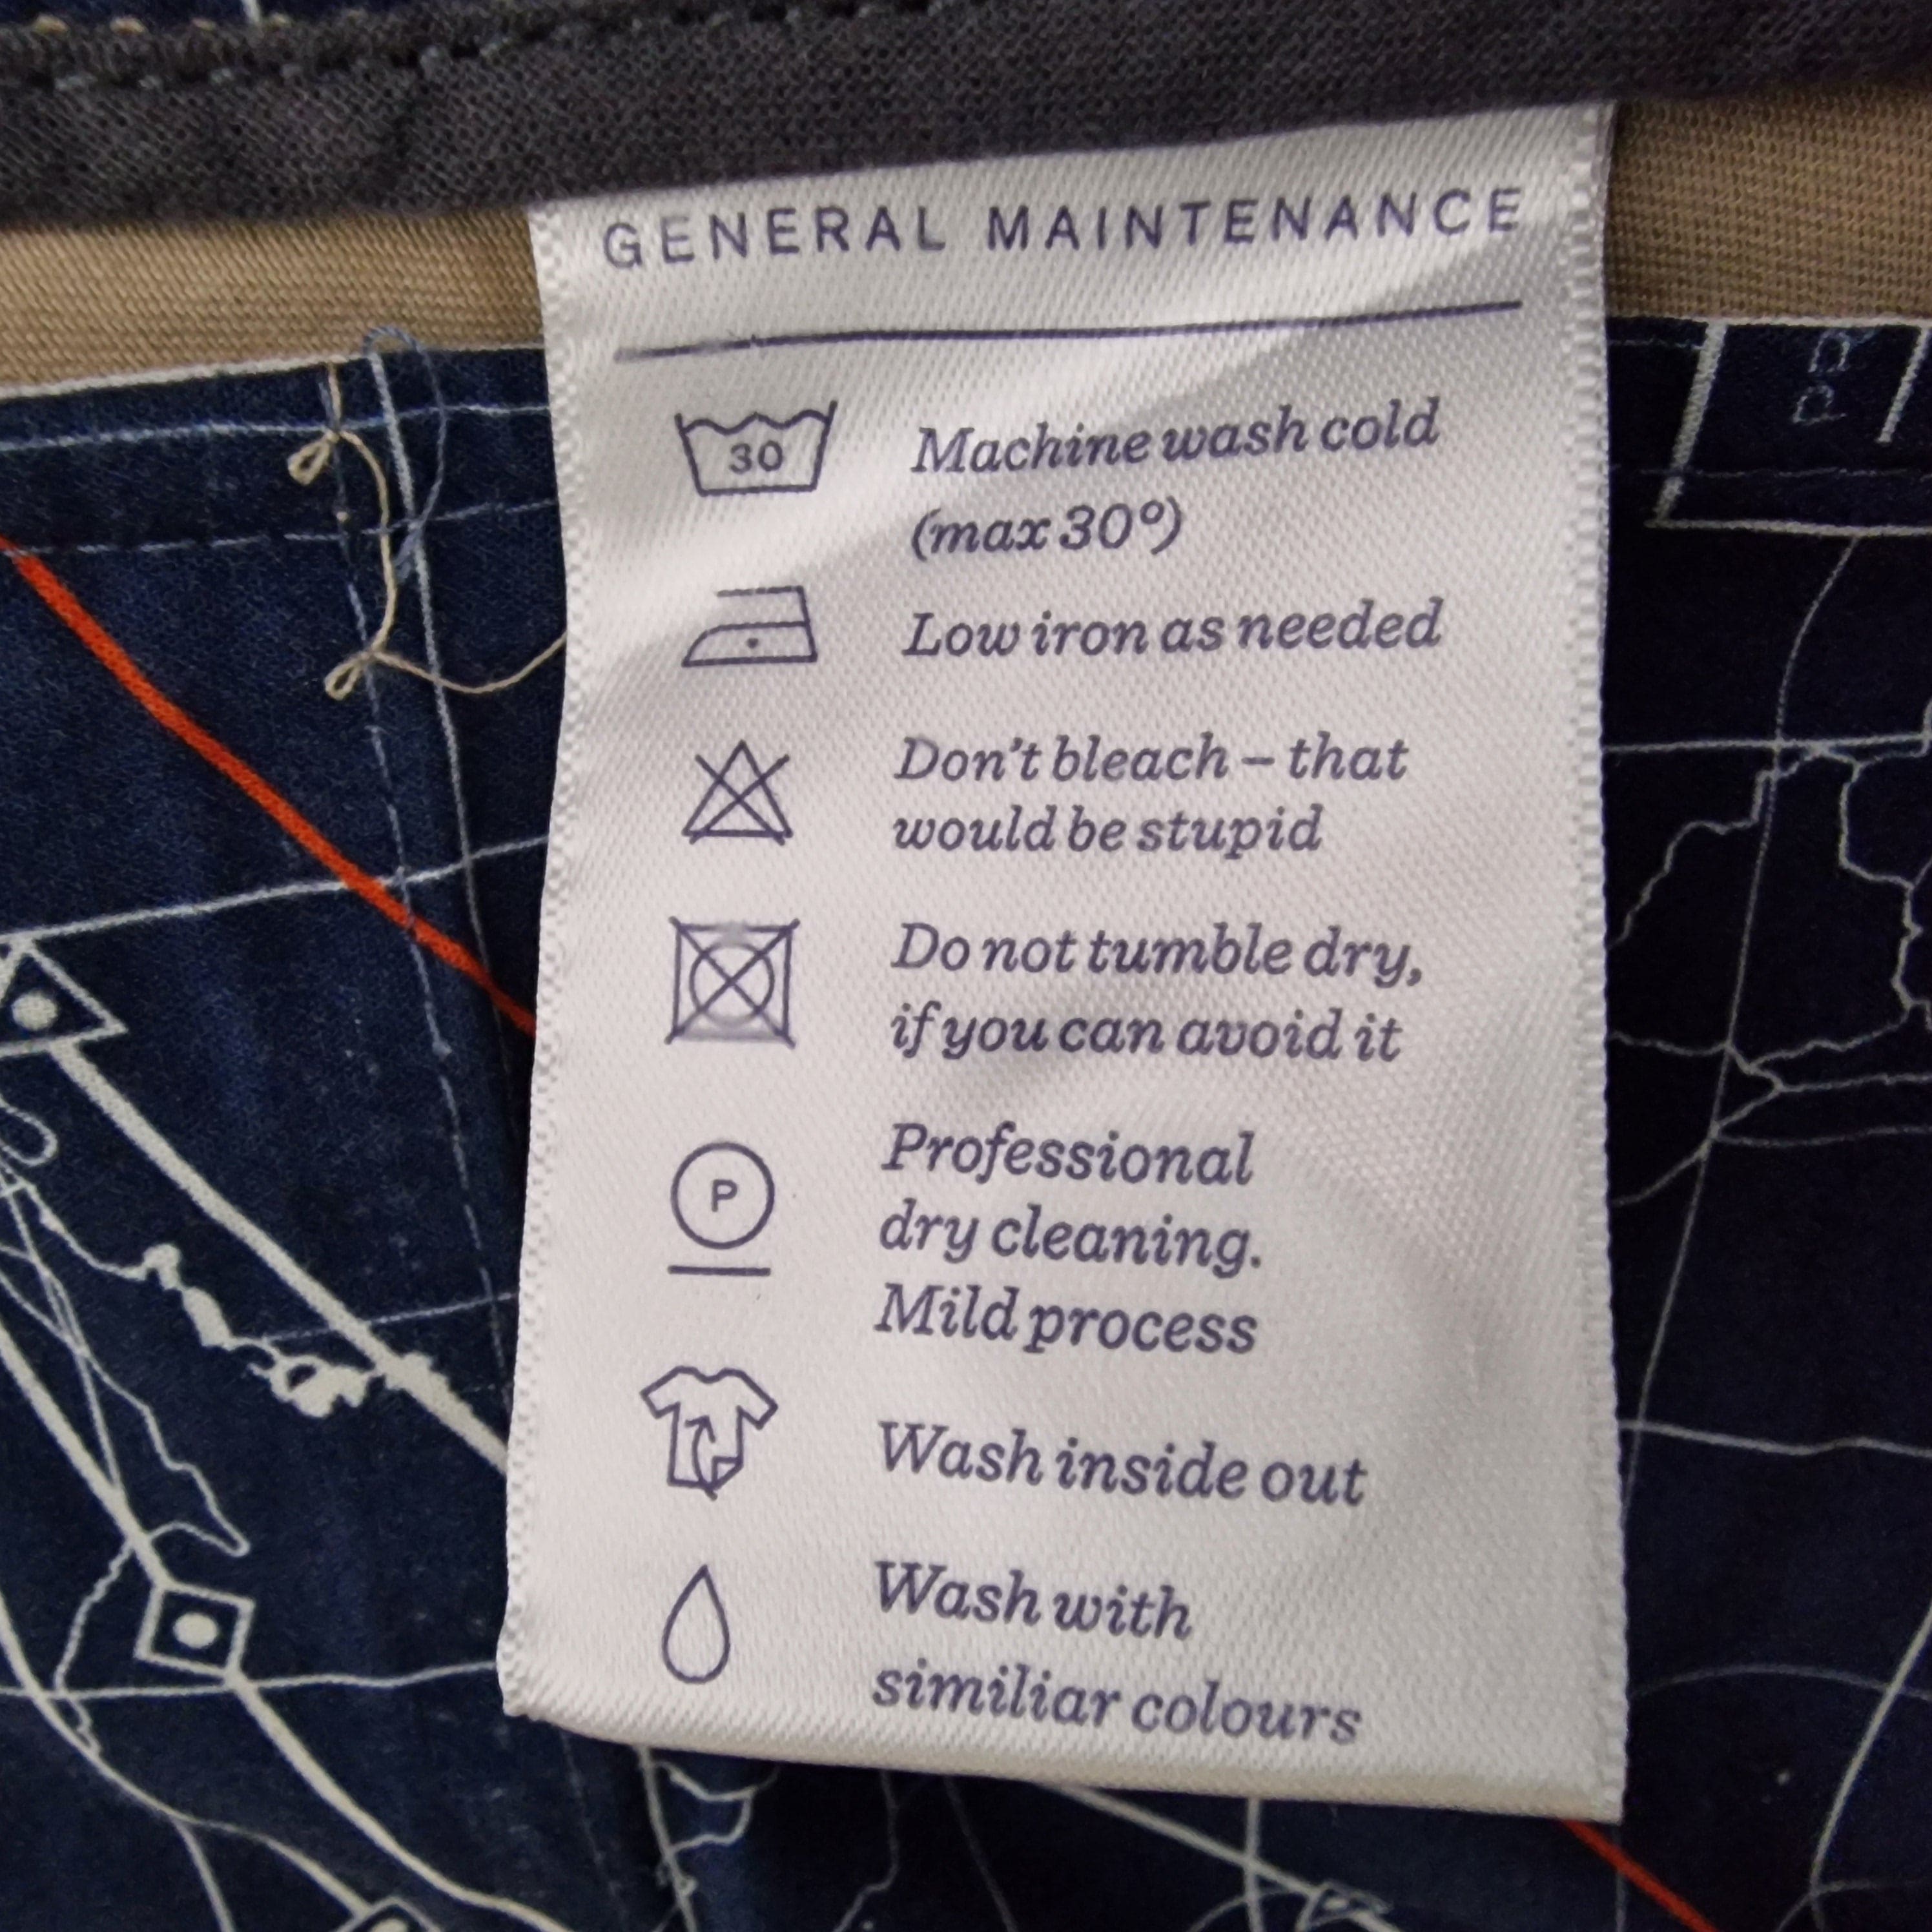 GENERAL MAINTENANCE
30
Machine wash cold
(max 30°)
Low iron as needed
Don't bleach – that
would be stupid
Do not tumble dry,
if you can avoid it
P
Professional
dry cleaning.
Mild process
Wash inside out
Wash with
similiar colours